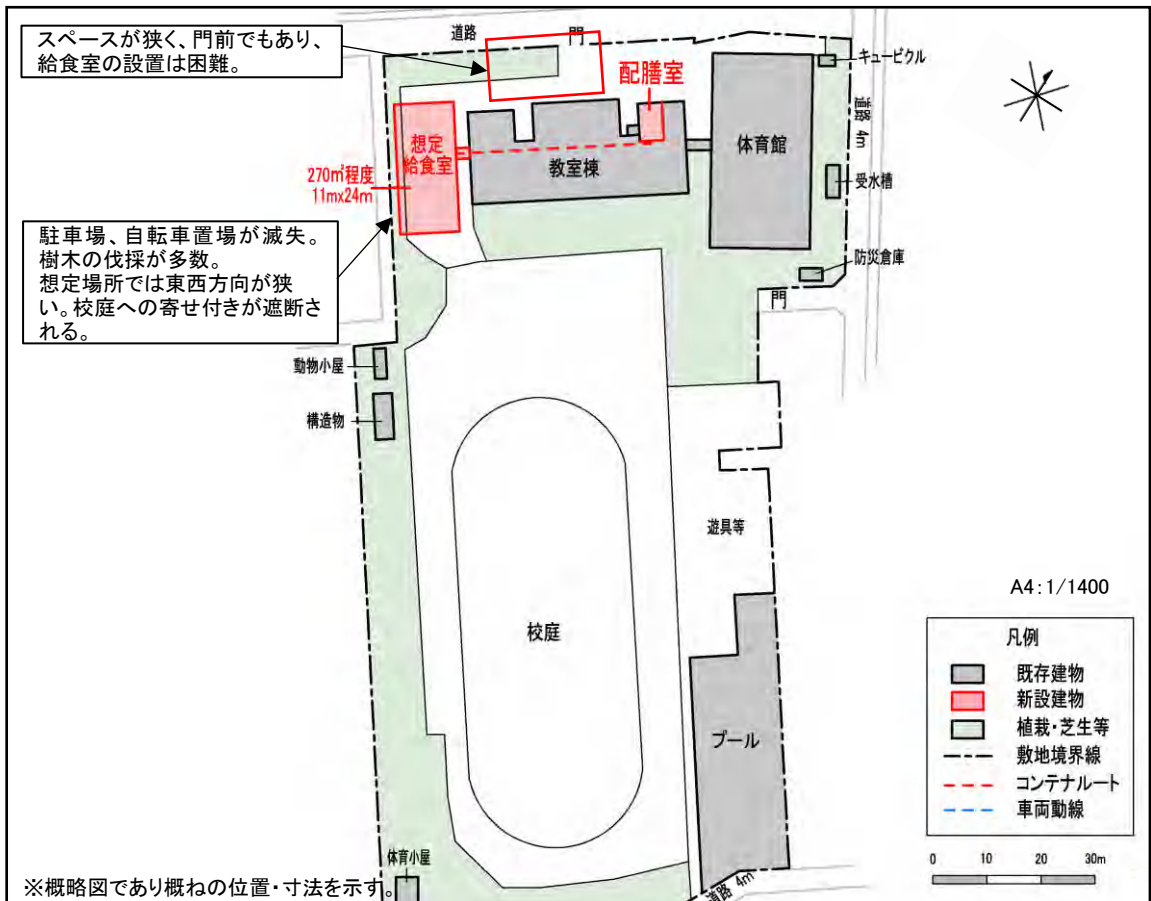 スペースが狭く、門前でもあり、
給食室の設置は困難。
道路
門
配膳室
キュービクル
道路 4m
想定
給食室
教室棟
体育館
270㎡程度
11mx24m
受水槽
駐車場、自転車置場が滅失。
樹木の伐採が多数。
想定場所では東西方向が狭
い。校庭への寄せ付きが遮断さ
れる。
防災倉庫
門
動物小屋
構造物
遊具等
A4:1/1400
校庭
プール
凡例
既存建物
新設建物
植栽・芝生等
敷地境界線
コンテナルート
車両動線
0 10 20 30m
体育小屋
道路 4m
※概略図であり概ねの位置・寸法を示す。